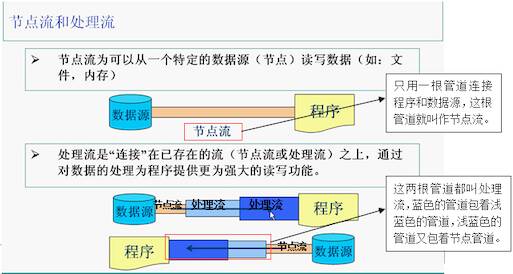 节点流和处理流
节点流为可以从一个特定的数据源（节点）读写数据（如：文
件，内存）
数据源
程序
节点流
只用一根管道连接
程序和数据源，这根
管道就叫作节点流。
处理流是“连接”在已存在的流（节点流或处理流）之上，通过
对数据的处理为程序提供更为强大的读写功能。
数据源
节点流
处理流
处理流
程序
程序
节点流
数据源
这两根管道都叫处理
流，蓝色的管道包着浅
蓝色的管道，浅蓝色的
管道又包着节点管道。